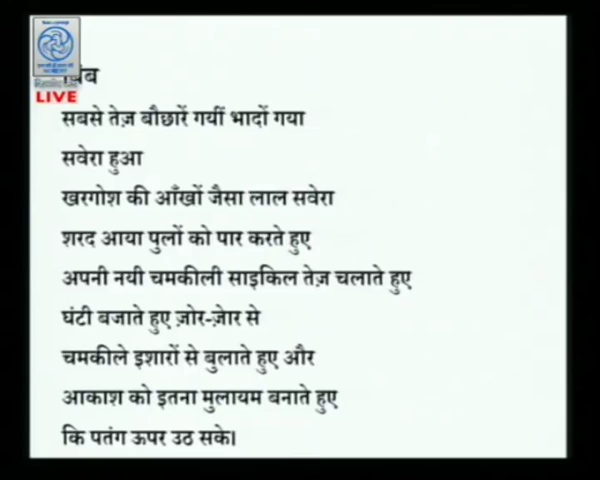 LIVE
बिंब
सबसे तेज़ बौछारें गयीं भादों गया
सवेरा हुआ
खरगोश की आँखों जैसा लाल सवेरा
शरद आया पुलों को पार करते हुए
अपनी नयी चमकीली साइकिल तेज़ चलाते हुए
घंटी बजाते हुए ज़ोर-ज़ोर से
चमकीले इशारों से बुलाते हुए और
आकाश को इतना मुलायम बनाते हुए
कि पतंग ऊपर उठ सके।